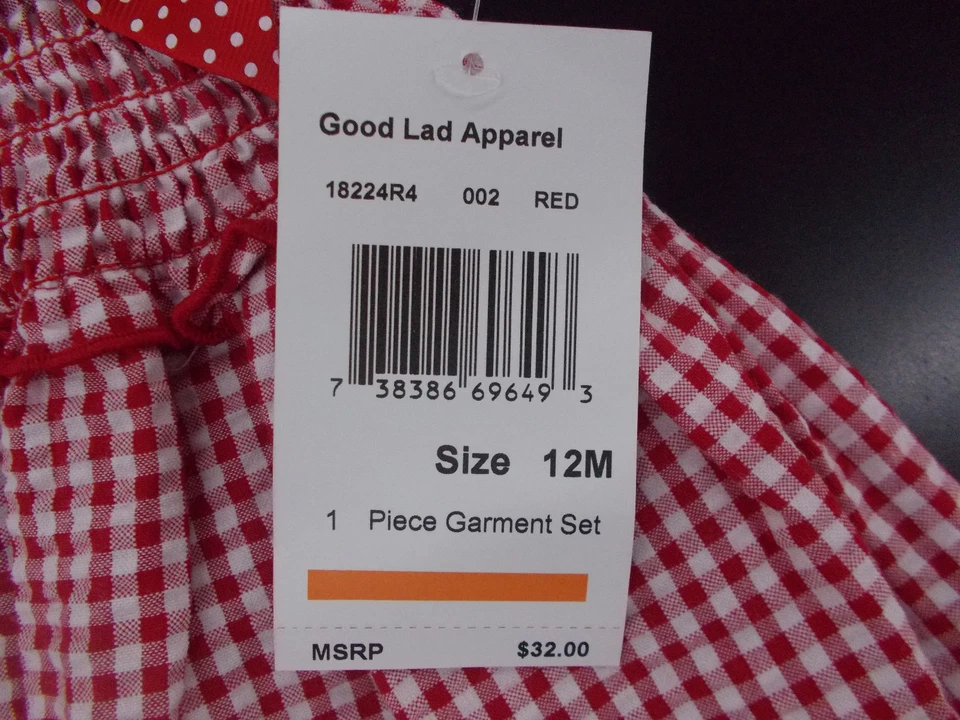 Good Lad Apparel
18224R4 002 RED
7 38386 69649 3
Size 12M
1 Piece Garment Set
MSRP $32.00